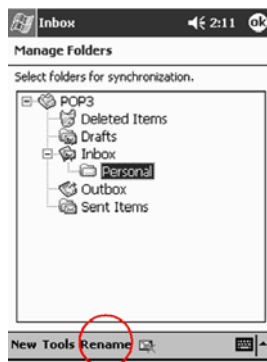 Inbox 2:11 ok
Manage Folders
Select folders for synchronization.
POP3
Deleted Items
Drafts
Inbox
Personal
Outbox
Sent Items
New Tools Rename